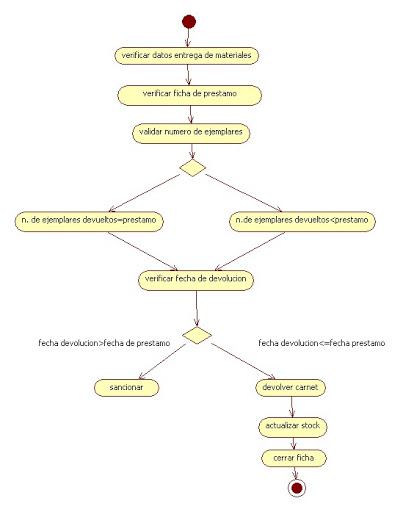 verificar datos entrega de materiales
verificar ficha de prestamo
validar numero de ejemplares
n. de ejemplares devueltos=prestamo
n.de ejemplares devueltos<prestamo
verificar fecha de devolucion
fecha devolucion>fecha de prestamo
fecha devolucion<=fecha prestamo
sancionar
devolver carnet
actualizar stock
cerrar ficha